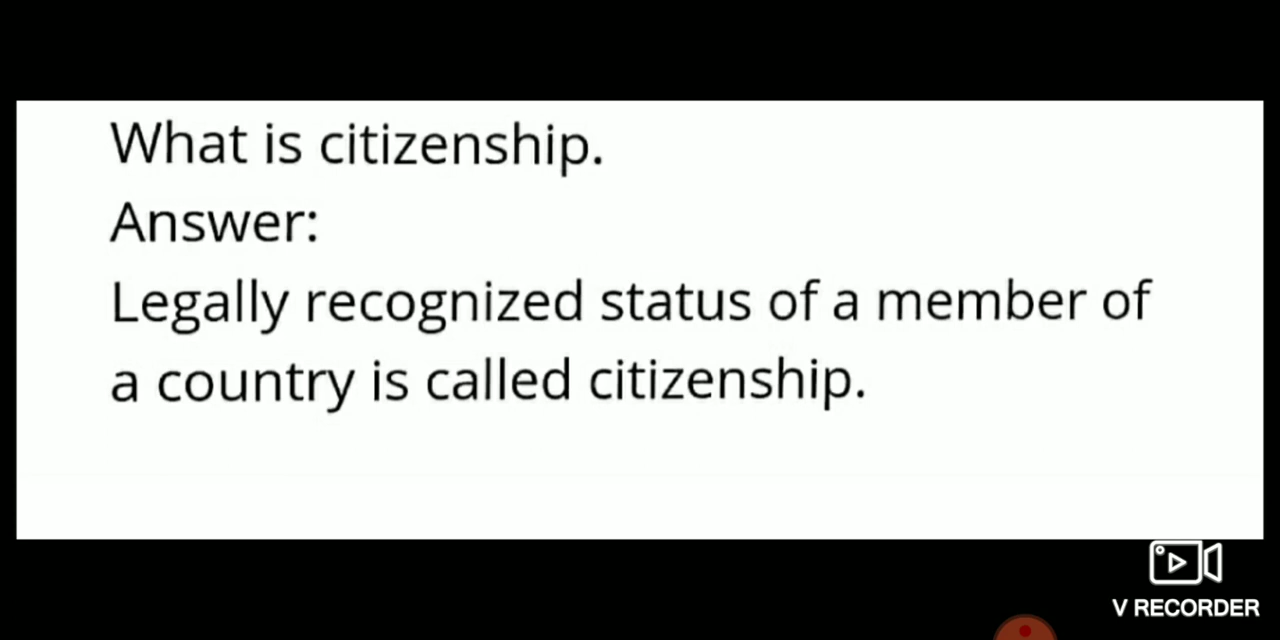 What is citizenship.
Answer:
Legally recognized status of a member of
a country is called citizenship.
V RECORDER